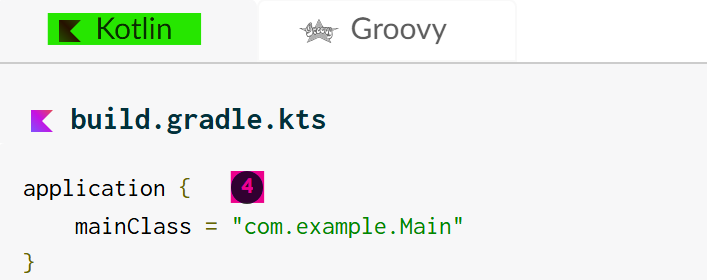 Kotlin Groovy
build.gradle.kts
application { 4
mainClass = "com.example.Main"
}